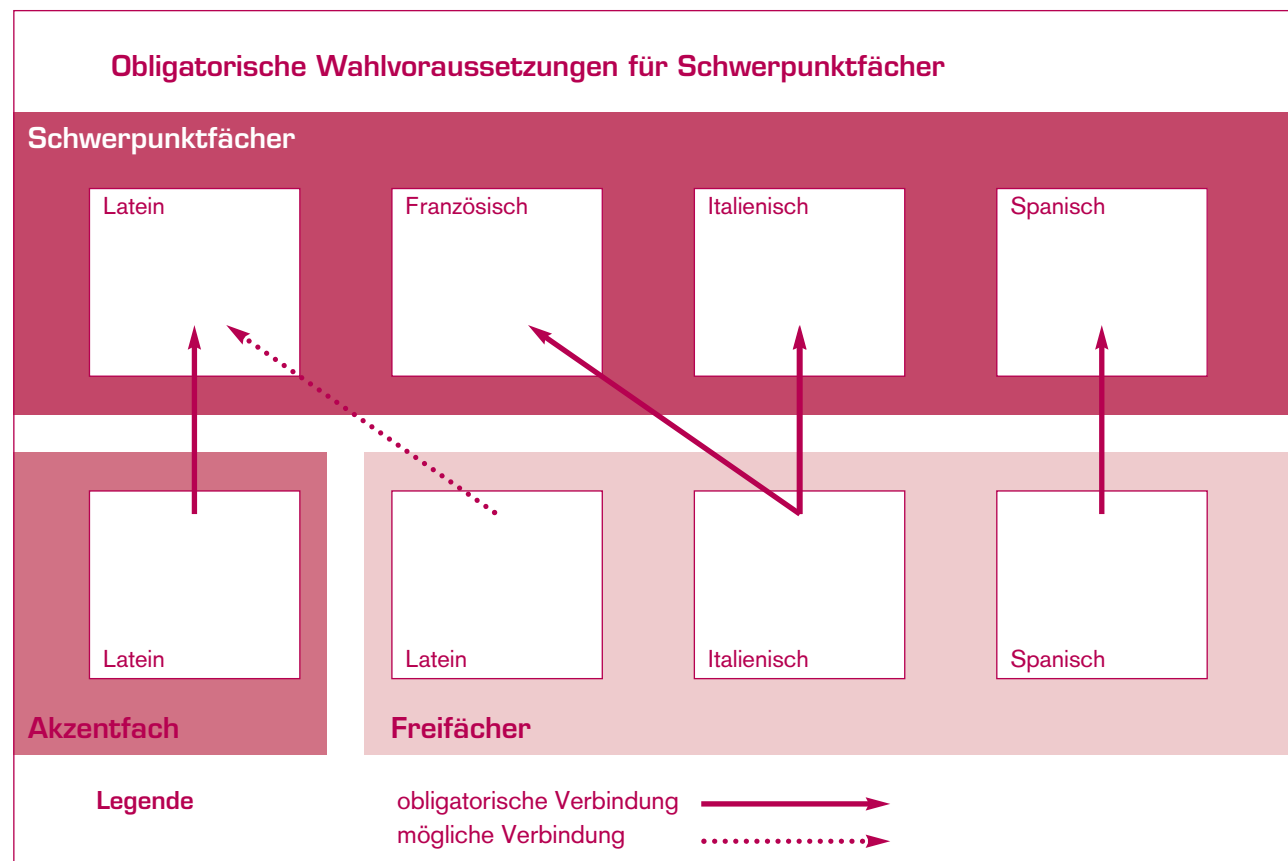 Obligatorische Wahlvoraussetzungen für Schwerpunktfächer
Schwerpunktfächer
Latein
Französisch
Italienisch
Spanisch
Latein
Latein
Italienisch
Spanisch
Akzentfach
Freifächer
Legende
obligatorische Verbindung
mögliche Verbindung